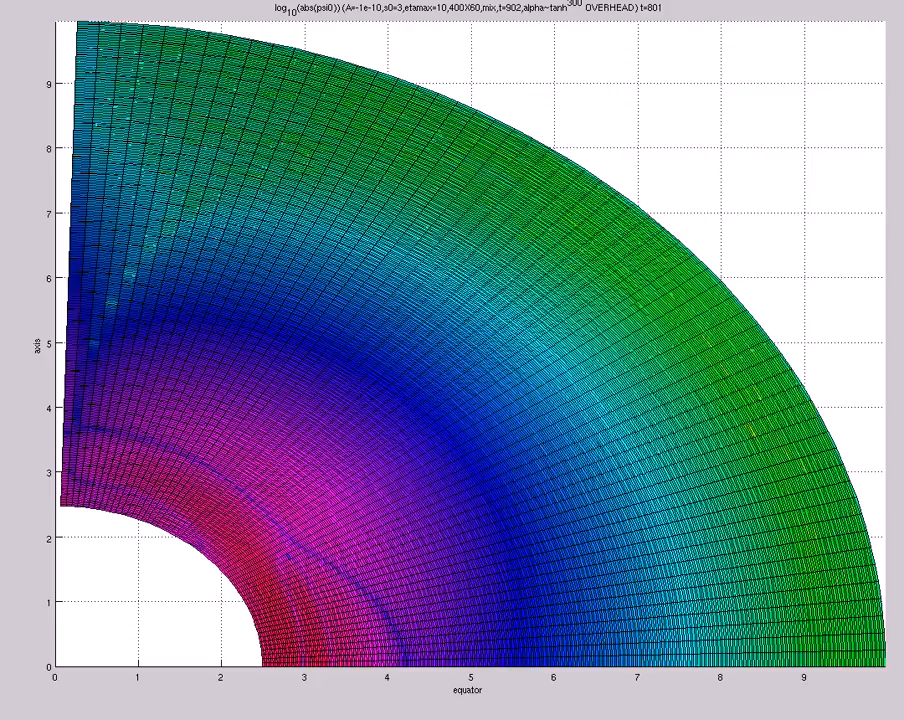 log10(abs(psi0)) (A=-1e-10,s0=3,etamax=10,400X60,mix,t=902,alpha~tanh^300 OVERHEAD) t=801
9
8
7
6
5
axis
4
3
2
1
0
0 1 2 3 4 5 6 7 8 9
equator